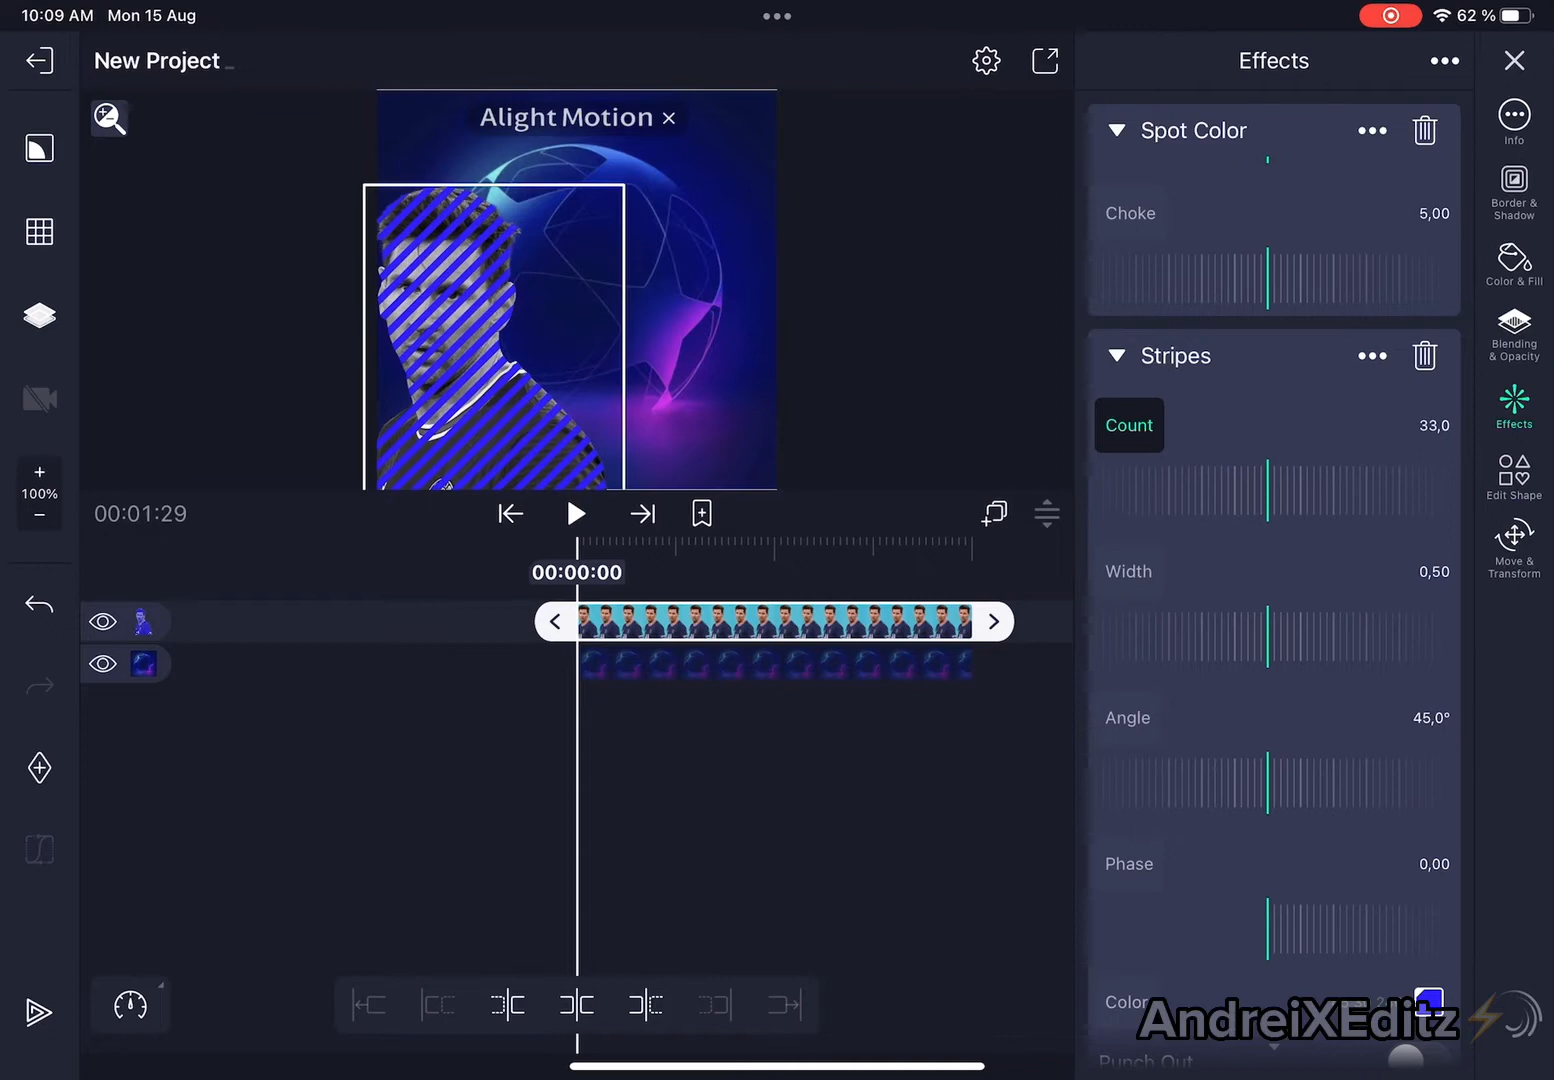 10:09 AM Mon 15 Aug
62 %
New Project
Effects
Alight Motion ×
Spot Color
Info
Choke 5,00
Border & Shadow
Color & Fill
Stripes
Blending & Opacity
Count 33,0
Effects
+
100%
−
Edit Shape
00:01:29
Width 0,50
00:00:00
Move & Transform
Angle 45,0°
Phase 0,00
Color
AndreiXEditz
Punch Out